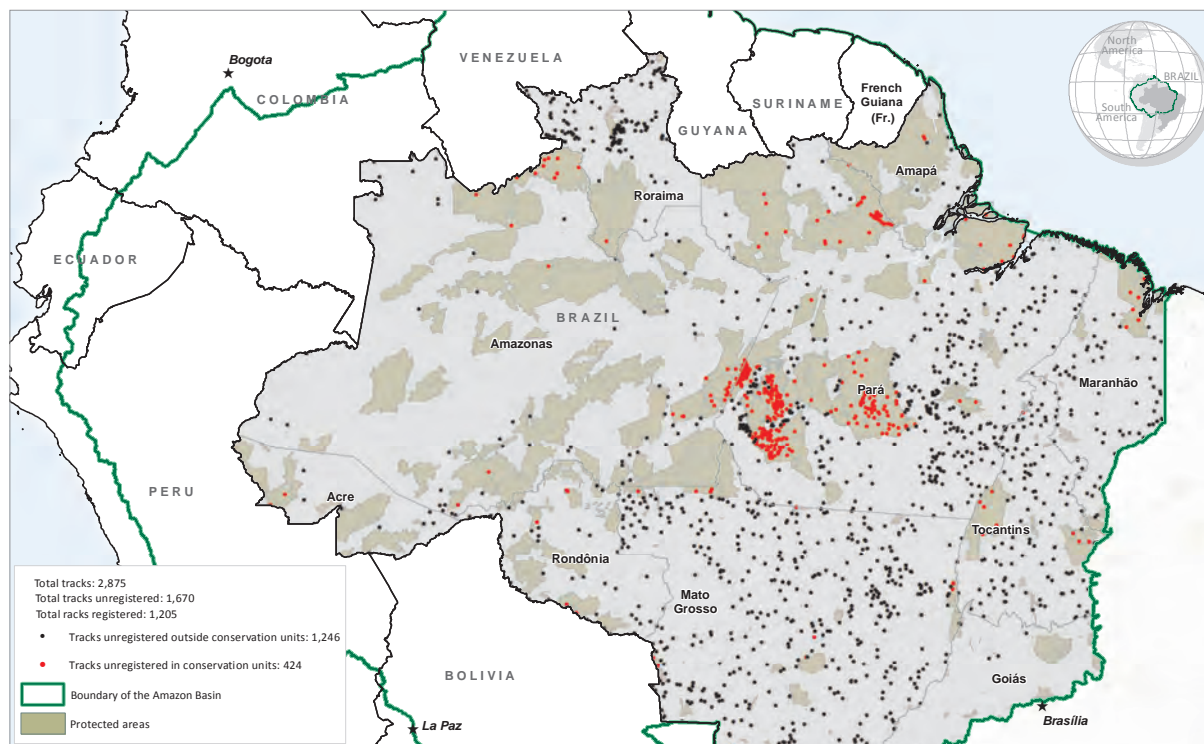 North
America
BRAZIL
South
America
Bogota
VENEZUELA
COLOMBIA
GUYANA
SURINAME
French
Guiana
(Fr.)
Amapá
Roraima
ECUADOR
BRAZIL
Amazonas
Pará
Maranhão
PERU
Acre
Rondônia
Tocantins
Mato
Grosso
Goiás
BOLIVIA
La Paz
Brasília
Total tracks: 2,875
Total tracks unregistered: 1,670
Total racks registered: 1,205
Tracks unregistered outside conservation units: 1,246
Tracks unregistered in conservation units: 424
Boundary of the Amazon Basin
Protected areas